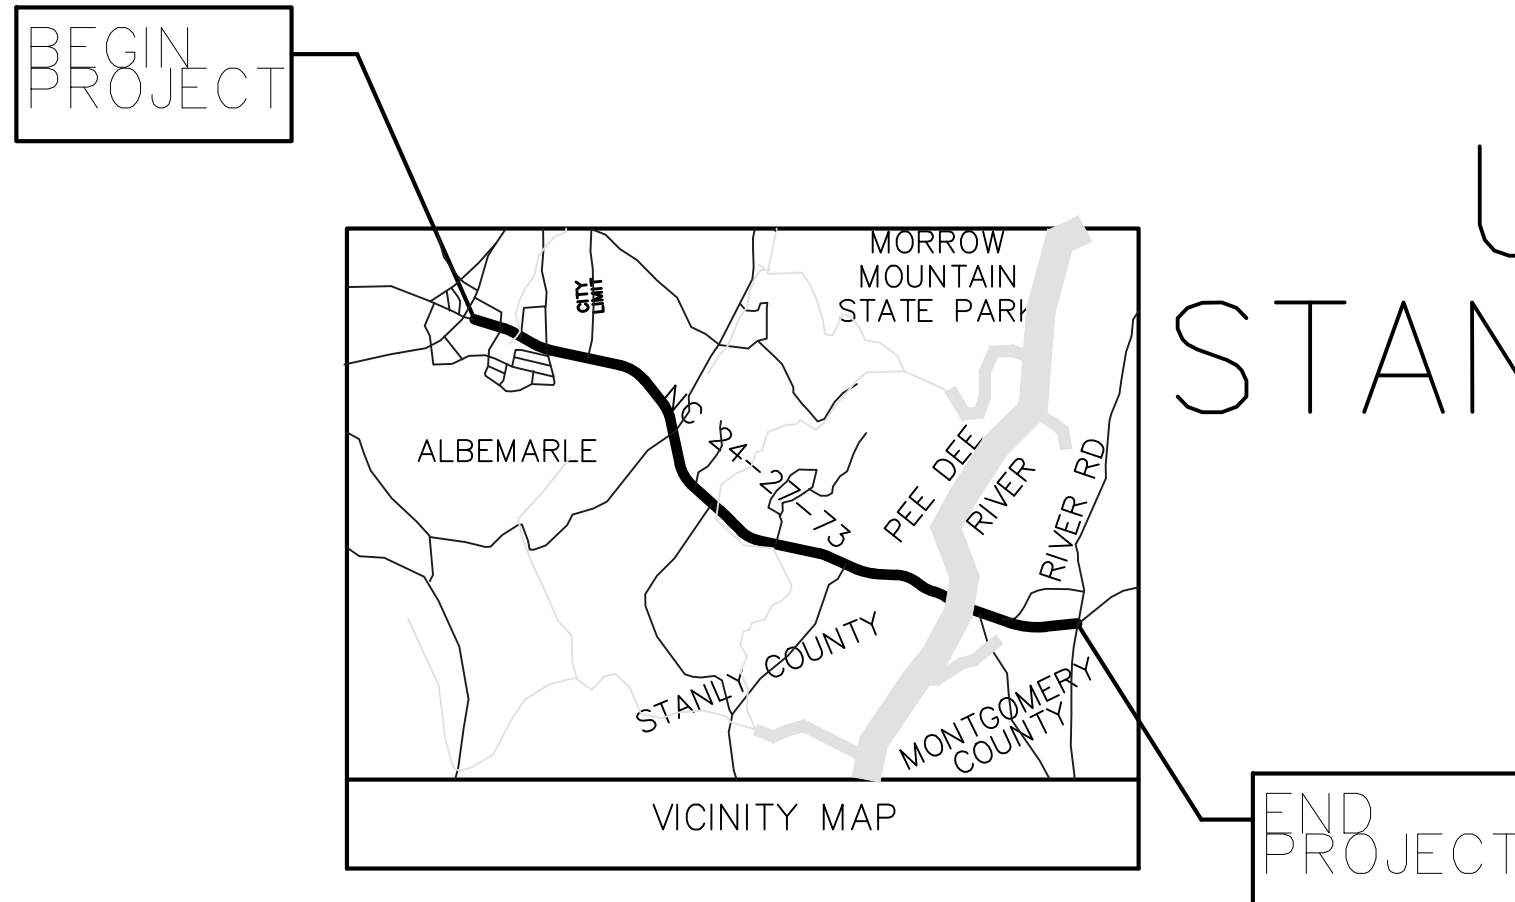 BEGIN
PROJECT
MORROW
MOUNTAIN
STATE PARK
CITY
LIMIT
NC 24-27-73
ALBEMARLE
PEE DEE
RIVER
RIVER RD
STANLY COUNTY
MONTGOMERY
COUNTY
VICINITY MAP
END
PROJECT